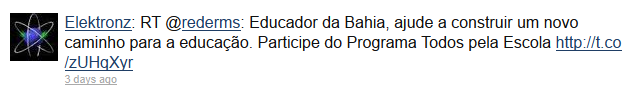 Elektronz: RT @rederms: Educador da Bahia, ajude a construir um novo
caminho para a educação. Participe do Programa Todos pela Escola http://t.co
/zUHqXyr
3 days ago